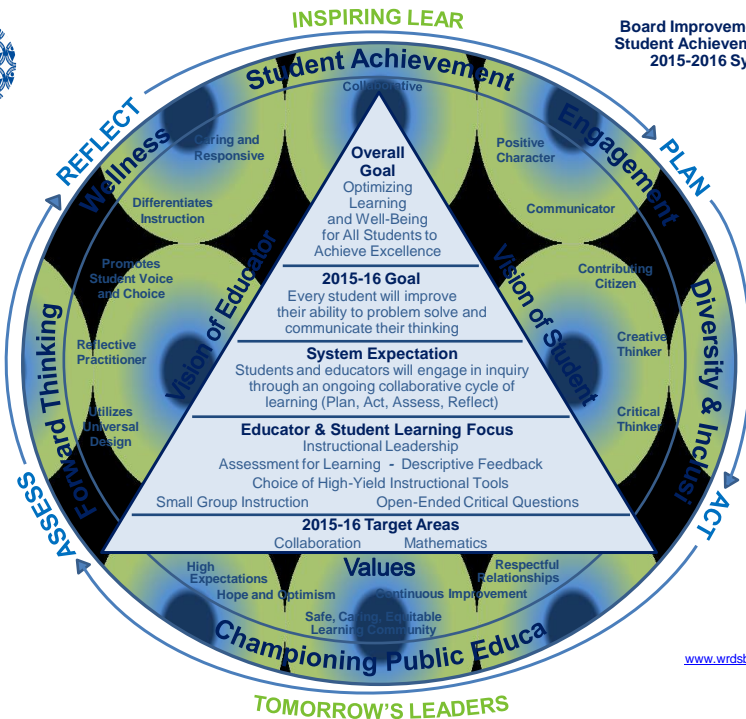 INSPIRING LEAR
Board Improvem
Student Achievem
2015-2016 Sy
REFLECT
PLAN
ACT
ASSESS
Student Achievement
Wellness
Engagement
Forward Thinking
Diversity & Inclusi
Collaborative
Caring and
Responsive
Differentiates
Instruction
Promotes
Student Voice
and Choice
Reflective
Practitioner
Utilizes
Universal
Design
Vision of Educator
Positive
Character
Communicator
Contributing
Citizen
Creative
Thinker
Critical
Thinker
Vision of Student
Overall
Goal
Optimizing
Learning
and Well-Being
for All Students to
Achieve Excellence
2015-16 Goal
Every student will improve
their ability to problem solve and
communicate their thinking
System Expectation
Students and educators will engage in inquiry
through an ongoing collaborative cycle of
learning (Plan, Act, Assess, Reflect)
Educator & Student Learning Focus
Instructional Leadership
Assessment for Learning - Descriptive Feedback
Choice of High-Yield Instructional Tools
Small Group Instruction Open-Ended Critical Questions
2015-16 Target Areas
Collaboration Mathematics
Values
High
Expectations
Hope and Optimism
Continuous Improvement
Respectful
Relationships
Safe, Caring, Equitable
Learning Community
Championing Public Educa
www.wrdsb
TOMORROW'S LEADERS